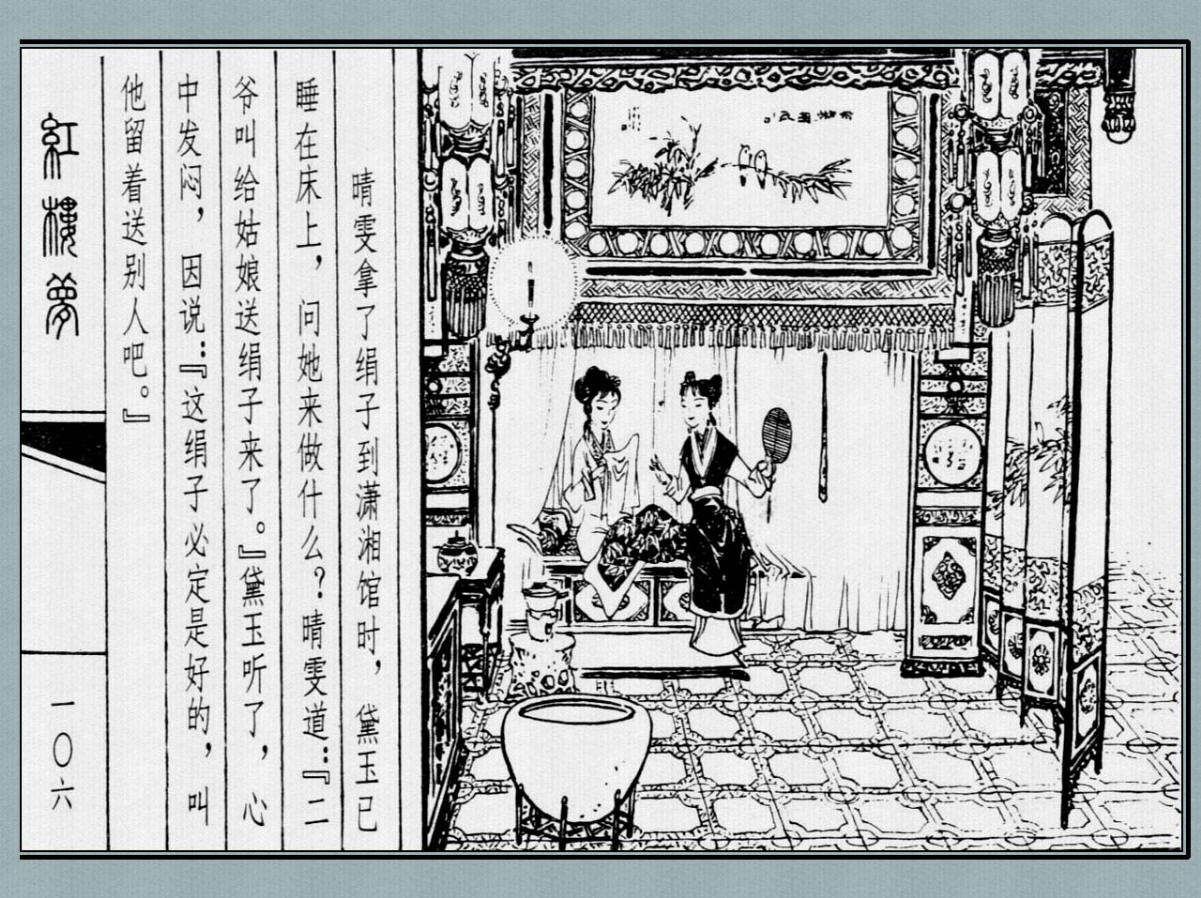 晴雯拿了绢子到潇湘馆时，黛玉已
睡在床上，问她来做什么？晴雯道：『二
爷叫给姑娘送绢子来了。』黛玉听了，心
中发闷，因说：『这绢子必定是好的，叫
他留着送别人吧。』
紅樓夢
一〇六